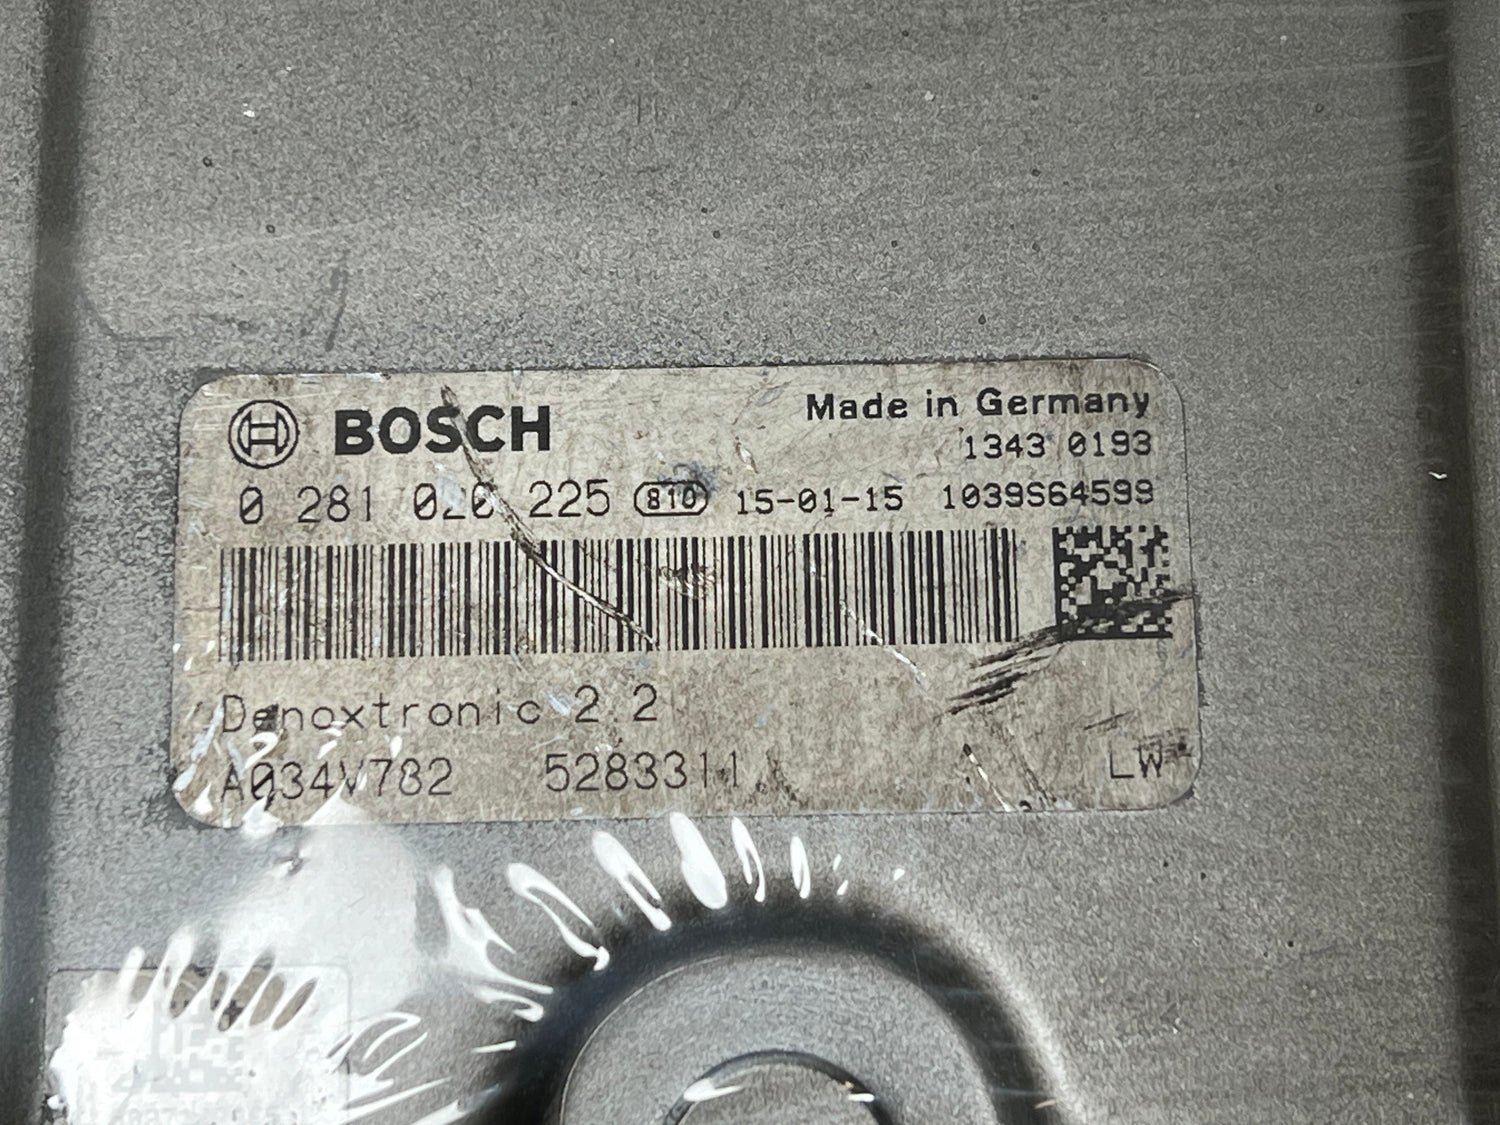 BOSCH
Made in Germany
1343 0193
0 281 020 225 810 15-01-15 1039S64599
Denoxtronic 2.2
A034V782 5283311
LW